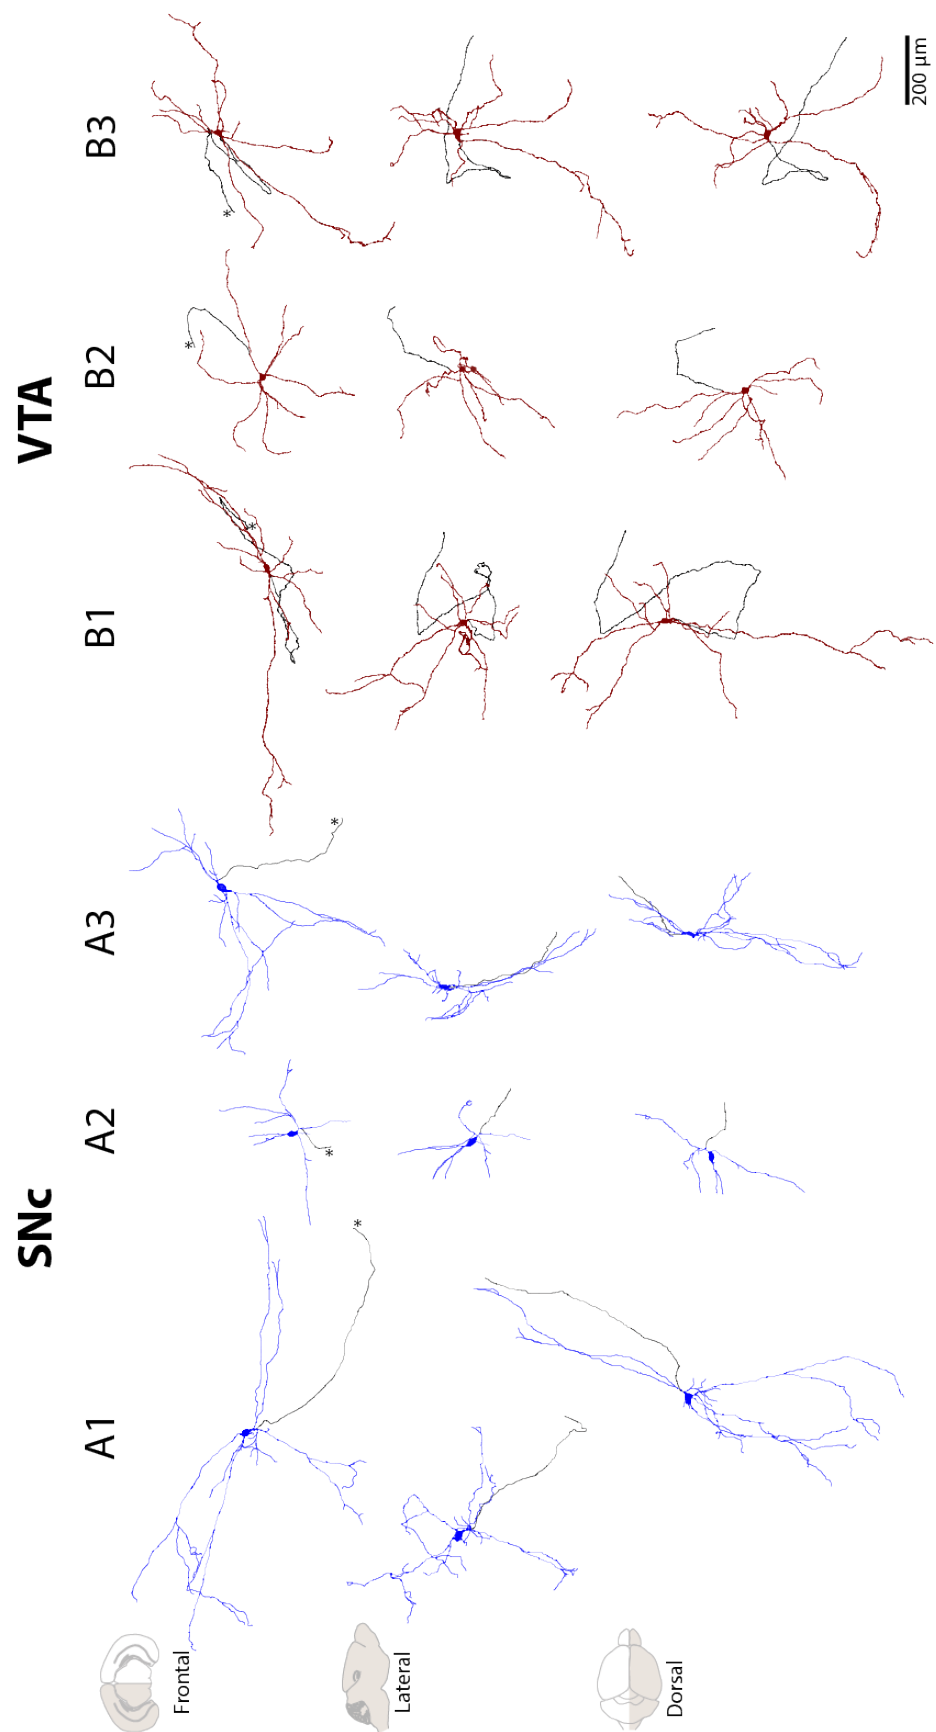 SNc
VTA
A1
A2
A3
B1
B2
B3
Frontal
*
*
*
*
*
*
Lateral
Dorsal
200 µm